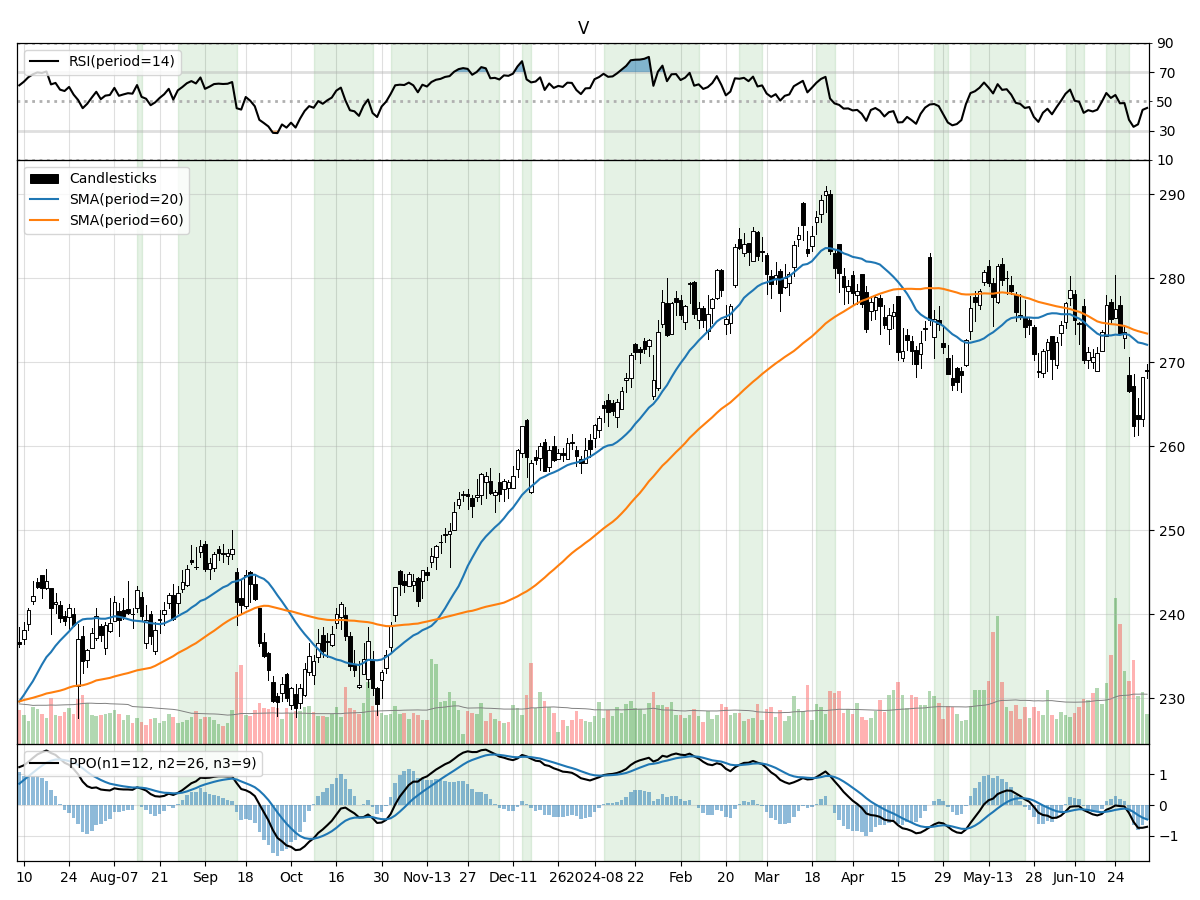 V
RSI(period=14)
90
70
50
30
10
Candlesticks
SMA(period=20)
SMA(period=60)
290
280
270
260
250
240
230
PPO(n1=12, n2=26, n3=9)
1
0
−1
10 24 Aug-07 21 Sep 18 Oct 16 30 Nov-13 27 Dec-11 26 2024-08 22 Feb 20 Mar 18 Apr 15 29 May-13 28 Jun-10 24